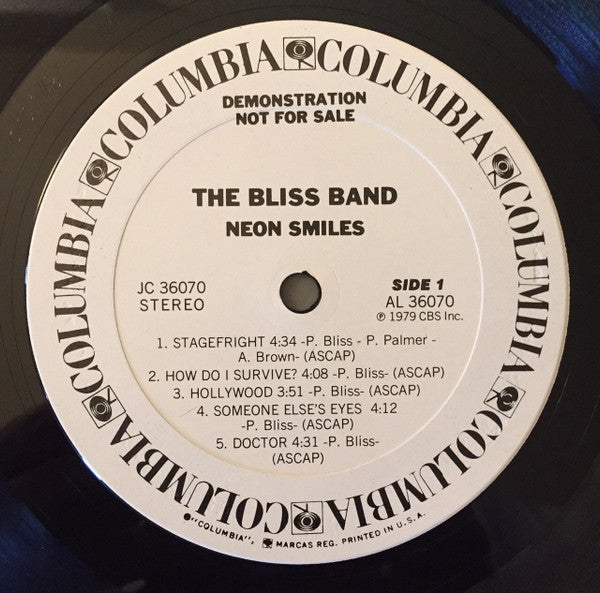 COLUMBIA COLUMBIA COLUMBIA COLUMBIA COLUMBIA COLUMBIA COLUMBIA COLUMBIA
DEMONSTRATION
NOT FOR SALE
THE BLISS BAND
NEON SMILES
JC 36070
STEREO
SIDE 1
AL 36070
℗ 1979 CBS Inc.
1. STAGEFRIGHT 4:34 -P. Bliss - P. Palmer -
A. Brown- (ASCAP)
2. HOW DO I SURVIVE? 4:08 -P. Bliss- (ASCAP)
3. HOLLYWOOD 3:51 -P. Bliss- (ASCAP)
4. SOMEONE ELSE'S EYES 4:12
-P. Bliss- (ASCAP)
5. DOCTOR 4:31 -P. Bliss-
(ASCAP)
"COLUMBIA", MARCAS REG. PRINTED IN U.S.A.